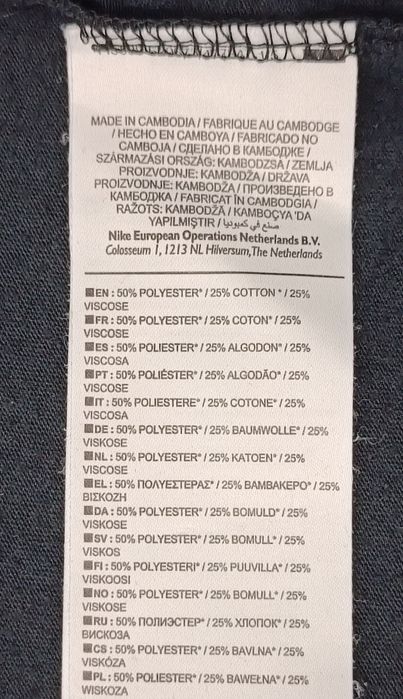 MADE IN CAMBODIA / FABRIQUE AU CAMBODGE
/ HECHO EN CAMBOYA / FABRICADO NO
CAMBOJA / СДЕЛАНО В КАМБОДЖЕ /
SZÁRMAZÁSI ORSZÁG: KAMBODZSA / ZEMLJA
PROIZVODNJE: KAMBODŽA / DRŽAVA
PROIZVODNJE: KAMBODŽA / ПРОИЗВЕДЕНО В
КАМБОДЖА / FABRICAT ÎN CAMBODGIA /
RAŽOTS: KAMBODŽĀ / KAMBOÇYA 'DA
YAPILMIŞTIR / صنع في كمبوديا
Nike European Operations Netherlands B.V.
Colosseum 1, 1213 NL Hilversum, The Netherlands
EN : 50% POLYESTER* / 25% COTTON * / 25%
VISCOSE
FR : 50% POLYESTER* / 25% COTON* / 25%
VISCOSE
ES : 50% POLIESTER* / 25% ALGODON* / 25%
VISCOSA
PT : 50% POLIÉSTER* / 25% ALGODÃO* / 25%
VISCOSE
IT : 50% POLIESTERE* / 25% COTONE* / 25%
VISCOSA
DE : 50% POLYESTER* / 25% BAUMWOLLE* / 25%
VISKOSE
NL : 50% POLYESTER* / 25% KATOEN* / 25%
VISCOSE
EL : 50% ΠΟΛΥΕΣΤΕΡΑΣ* / 25% ΒΑΜΒΑΚΕΡΟ* / 25%
ΒΙΣΚΟΖΗ
DA : 50% POLYESTER* / 25% BOMULD* / 25%
VISKOSE
SV : 50% POLYESTER* / 25% BOMULL* / 25%
VISKOS
FI : 50% POLYESTERI* / 25% PUUVILLA* / 25%
VISKOOSI
NO : 50% POLYESTER* / 25% BOMULL* / 25%
VISKOSE
RU : 50% ПОЛИЭСТЕР* / 25% ХЛОПОК* / 25%
ВИСКОЗА
CS : 50% POLYESTER* / 25% BAVLNA* / 25%
VISKÓZA
PL : 50% POLIESTER* / 25% BAWEŁNA* / 25%
WISKOZA